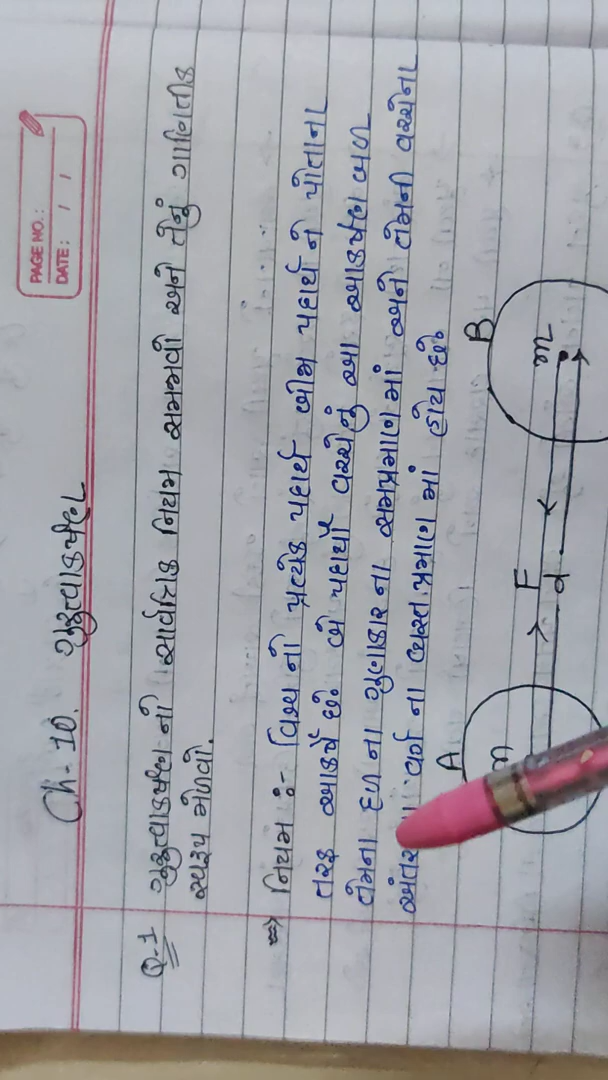 PAGE NO.:
DATE: / /
Ch-10. ગુરુત્વાકર્ષણ
Q-1 ગુરુત્વાકર્ષણ નો સાર્વત્રિક નિયમ સમજાવો અને તેનું ગાણિતીક
સ્વરૂપ મેળવો.
⇒ નિયમ :- વિશ્વ નો પ્રત્યેક પદાર્થ બીજા પદાર્થ ને પોતાના
તરફ આકર્ષે છે. બે પદાર્થો વચ્ચેનું આ આકર્ષણ બળ
તેમના દળ ના ગુણાકાર ના સમપ્રમાણ માં અને તેમની વચ્ચેના
વર્ગ ના વ્યસ્ત પ્રમાણ માં હોય છે.
A B
F
m
d